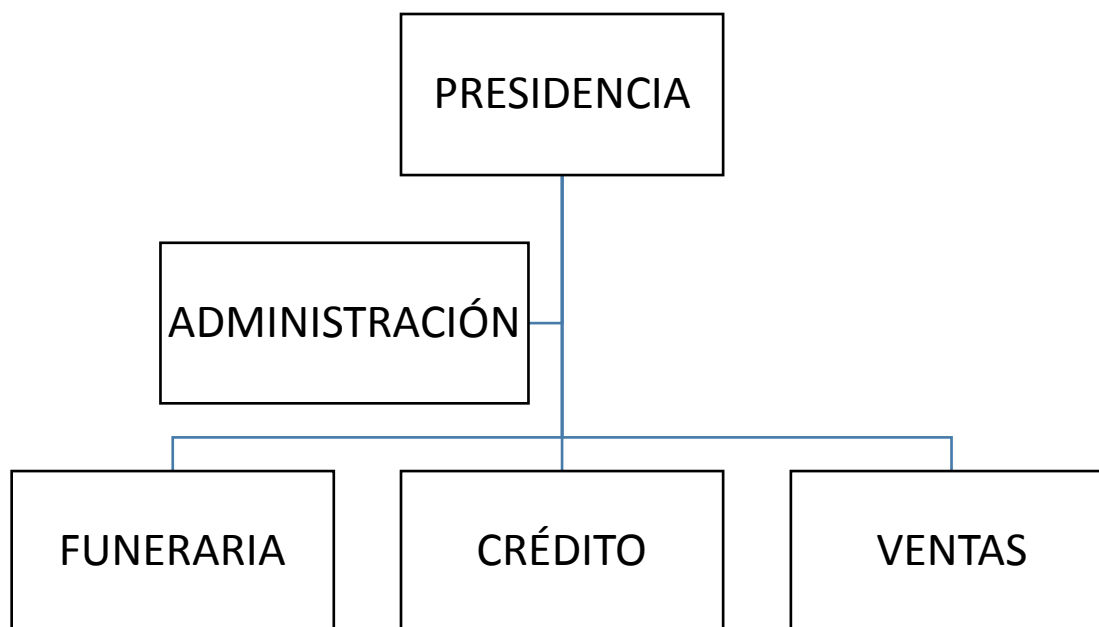 PRESIDENCIA
ADMINISTRACIÓN
FUNERARIA
CRÉDITO
VENTAS